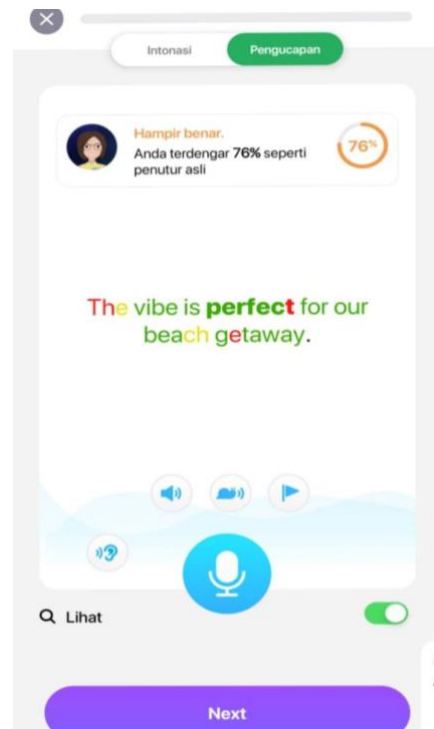 Intonasi
Pengucapan
Hampir benar.
Anda terdengar 76% seperti
penutur asli
76%
The vibe is perfect for our
beach getaway.
Lihat
Next